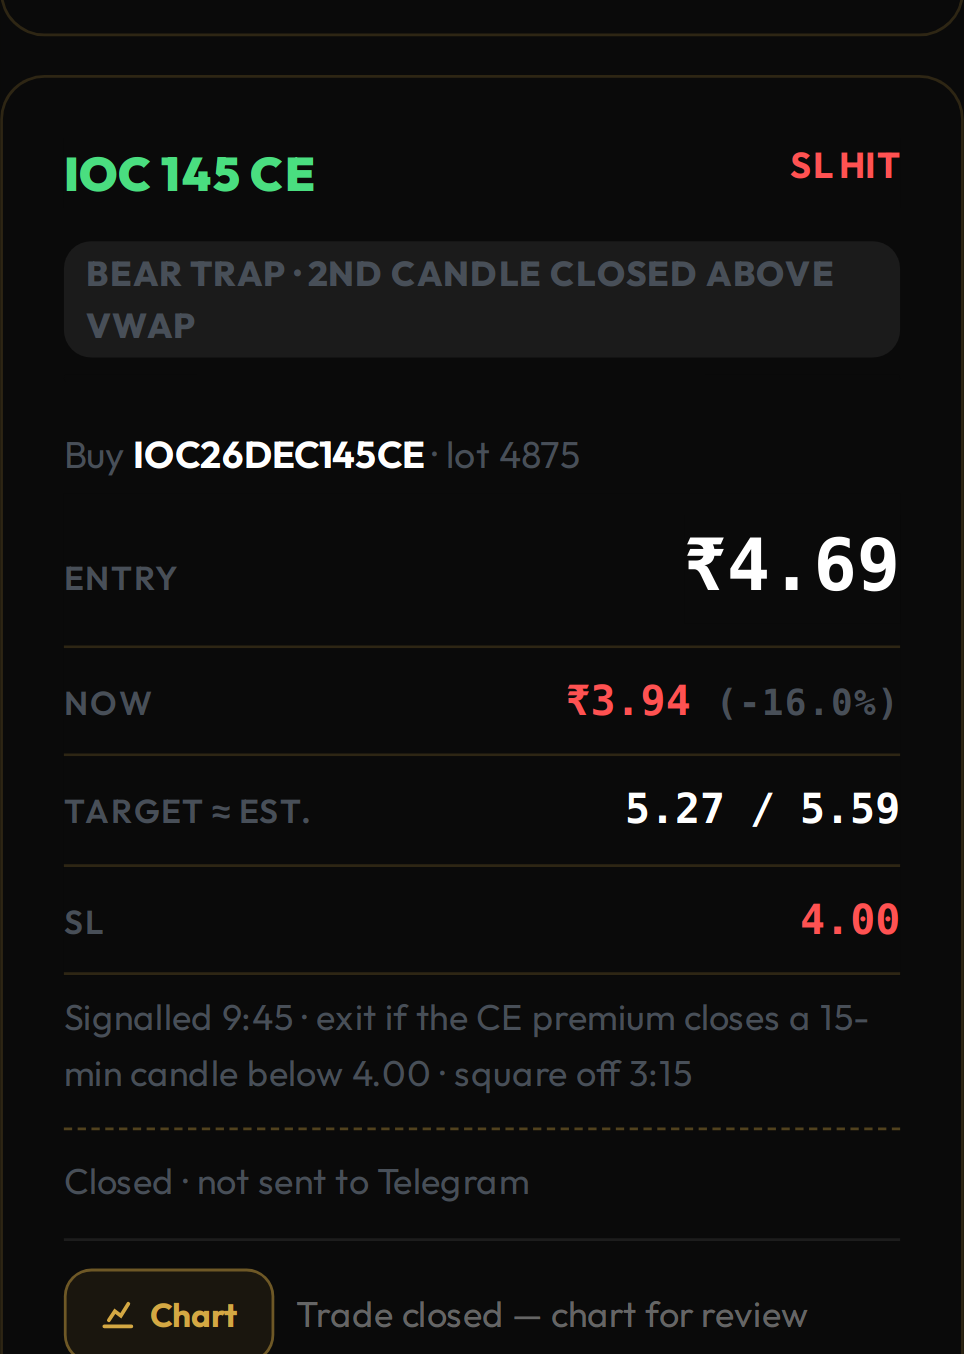 IOC 145 CE
SL HIT
BEAR TRAP · 2ND CANDLE CLOSED ABOVE
VWAP
Buy IOC26DEC145CE · lot 4875
ENTRY ₹4.69
NOW ₹3.94 (-16.0%)
TARGET ≈ EST. 5.27 / 5.59
SL 4.00
Signalled 9:45 · exit if the CE premium closes a 15-
min candle below 4.00 · square off 3:15
Closed · not sent to Telegram
Chart Trade closed — chart for review